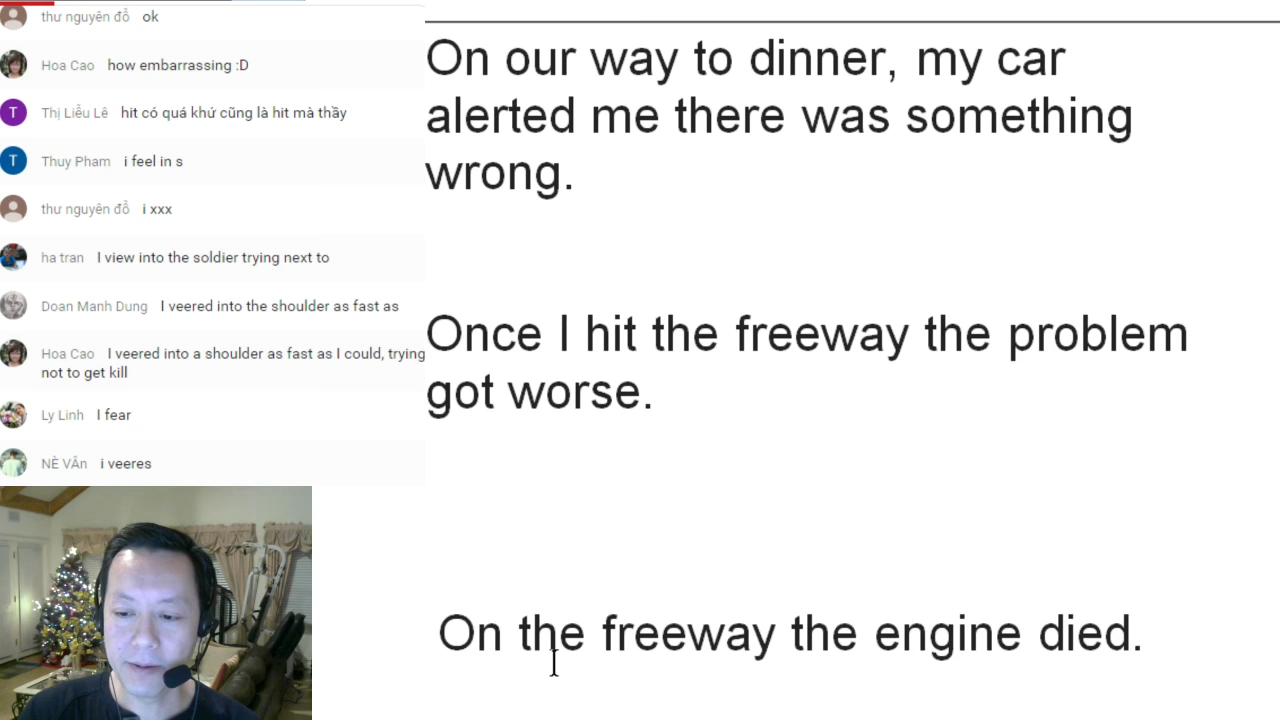 thư nguyên đỗ ok
Hoa Cao how embarrassing :D
T Thị Liễu Lê hit có quá khứ cũng là hit mà thầy
T Thuy Pham i feel in s
thư nguyên đỗ i xxx
ha tran I view into the soldier trying next to
Doan Manh Dung I veered into the shoulder as fast as
Hoa Cao I veered into a shoulder as fast as I could, trying
not to get kill
Ly Linh I fear
NÈ VĂn i veeres
On our way to dinner, my car
alerted me there was something
wrong.
Once I hit the freeway the problem
got worse.
On the freeway the engine died.